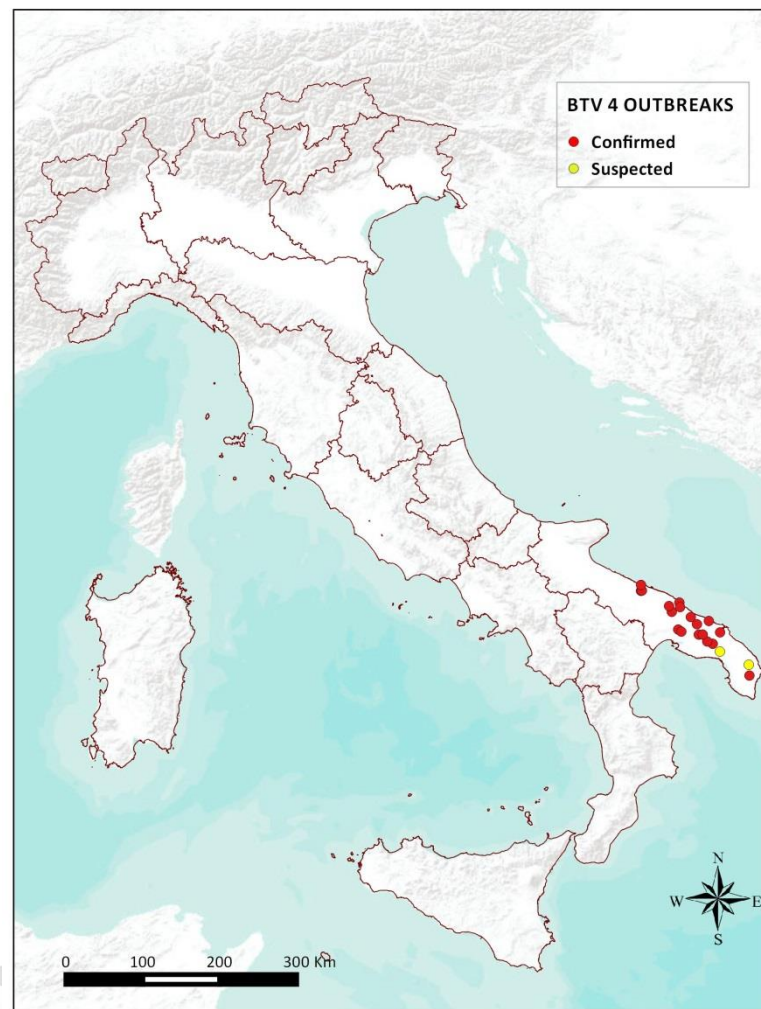 BTV 4 OUTBREAKS
Confirmed
Suspected
N
W E
S
0 100 200 300 Km